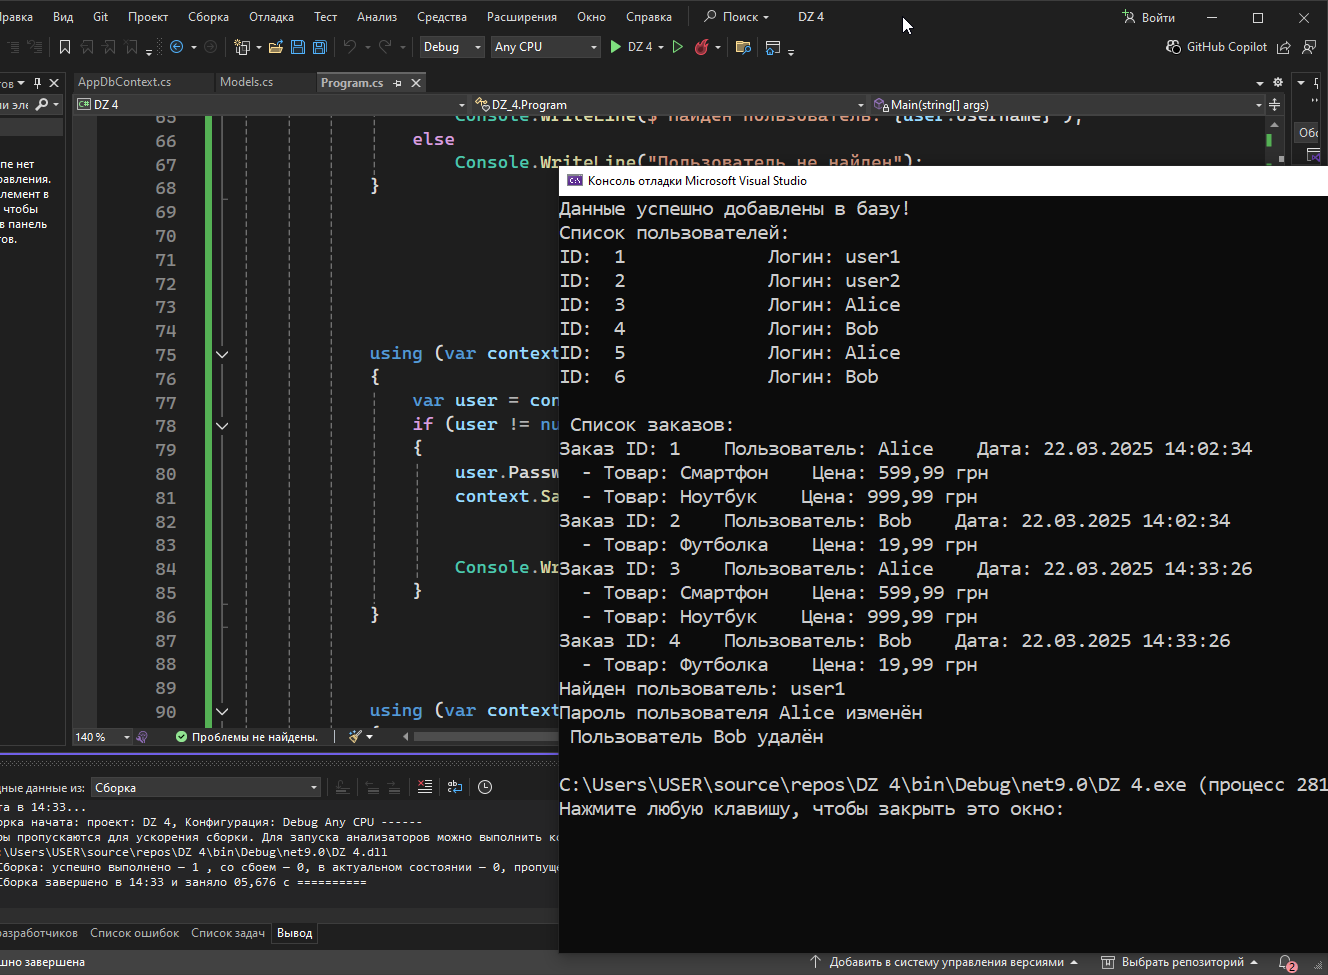 Вид Git Проект Сборка Отладка Тест Анализ Средства Расширения Окно Справка Поиск DZ 4 Войти
Debug Any CPU DZ 4 GitHub Copilot
AppDbContext.cs Models.cs Program.cs
C# DZ 4 DZ_4.Program Main(string[] args)
65 Console.WriteLine($"Найден пользователь: {user.Username}");
66 else
67 Console.WriteLine("Пользователь не найден");
68 }
69
70
71
72
73
74
75 using (var context
76 {
77 var user = con
78 if (user != nu
79 {
80 user.Passw
81 context.Sa
82
83
84 Console.Wr
85 }
86 }
87
88
89
90 using (var context
140 % Проблемы не найдены.
Консоль отладки Microsoft Visual Studio
Данные успешно добавлены в базу!
Список пользователей:
ID: 1 Логин: user1
ID: 2 Логин: user2
ID: 3 Логин: Alice
ID: 4 Логин: Bob
ID: 5 Логин: Alice
ID: 6 Логин: Bob
Список заказов:
Заказ ID: 1 Пользователь: Alice Дата: 22.03.2025 14:02:34
- Товар: Смартфон Цена: 599,99 грн
- Товар: Ноутбук Цена: 999,99 грн
Заказ ID: 2 Пользователь: Bob Дата: 22.03.2025 14:02:34
- Товар: Футболка Цена: 19,99 грн
Заказ ID: 3 Пользователь: Alice Дата: 22.03.2025 14:33:26
- Товар: Смартфон Цена: 599,99 грн
- Товар: Ноутбук Цена: 999,99 грн
Заказ ID: 4 Пользователь: Bob Дата: 22.03.2025 14:33:26
- Товар: Футболка Цена: 19,99 грн
Найден пользователь: user1
Пароль пользователя Alice изменён
Пользователь Bob удалён
C:\Users\USER\source\repos\DZ 4\bin\Debug\net9.0\DZ 4.exe (процесс 281
Нажмите любую клавишу, чтобы закрыть это окно:
пе нет
равления.
лемент в
чтобы
в панель
тов.
дные данные из: Сборка
та в 14:33...
орка начата: проект: DZ 4, Конфигурация: Debug Any CPU ------
ры пропускаются для ускорения сборки. Для запуска анализаторов можно выполнить к
:\Users\USER\source\repos\DZ 4\bin\Debug\net9.0\DZ 4.dll
Сборка: успешно выполнено — 1 , со сбоем — 0, в актуальном состоянии — 0, пропуще
Сборка завершено в 14:33 и заняло 05,676 с ==========
азработчиков Список ошибок Список задач Вывод
шно завершена Добавить в систему управления версиями Выбрать репозиторий 2